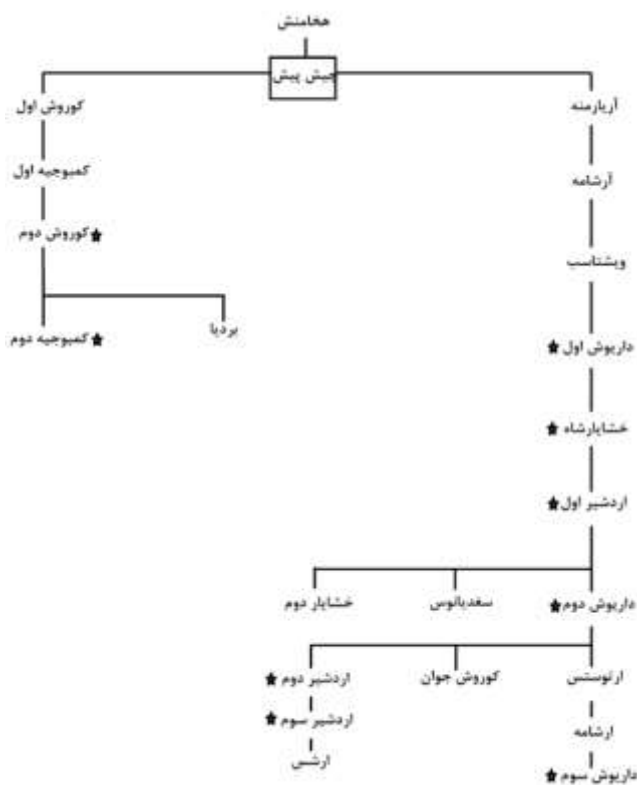 هخامنش
چیش پیش
آریارمنه
کوروش اول
آرشامه
کمبوجیه اول
کوروش دوم
ویشتاسب
بردیا
کمبوجیه دوم
داریوش اول
خشایارشاه
اردشیر اول
داریوش دوم
سغدیانوس
خشایار دوم
ارتوستس
کوروش جوان
اردشیر دوم
اردشیر سوم
ارشامه
ارشس
داریوش سوم